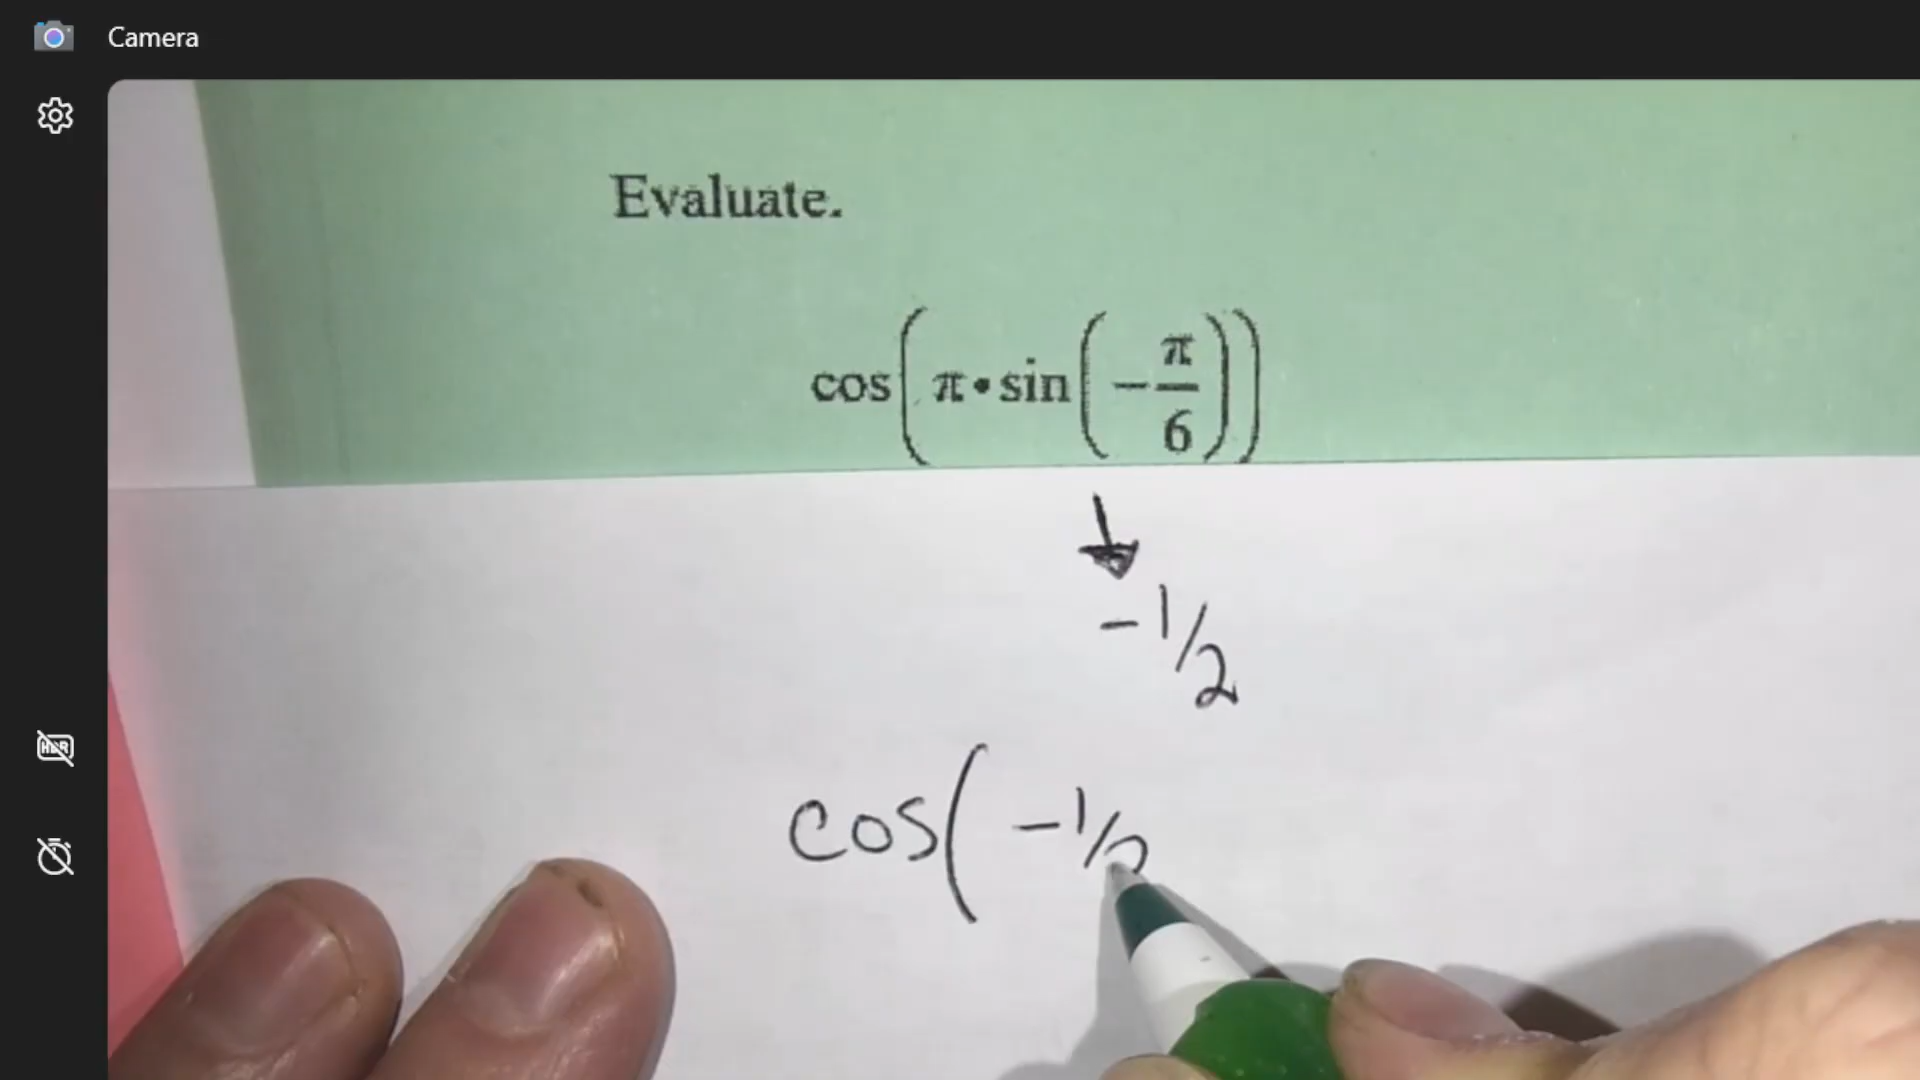 Camera
Evaluate.
cos(π•sin(-π/6))
-1/2
cos(-1/2